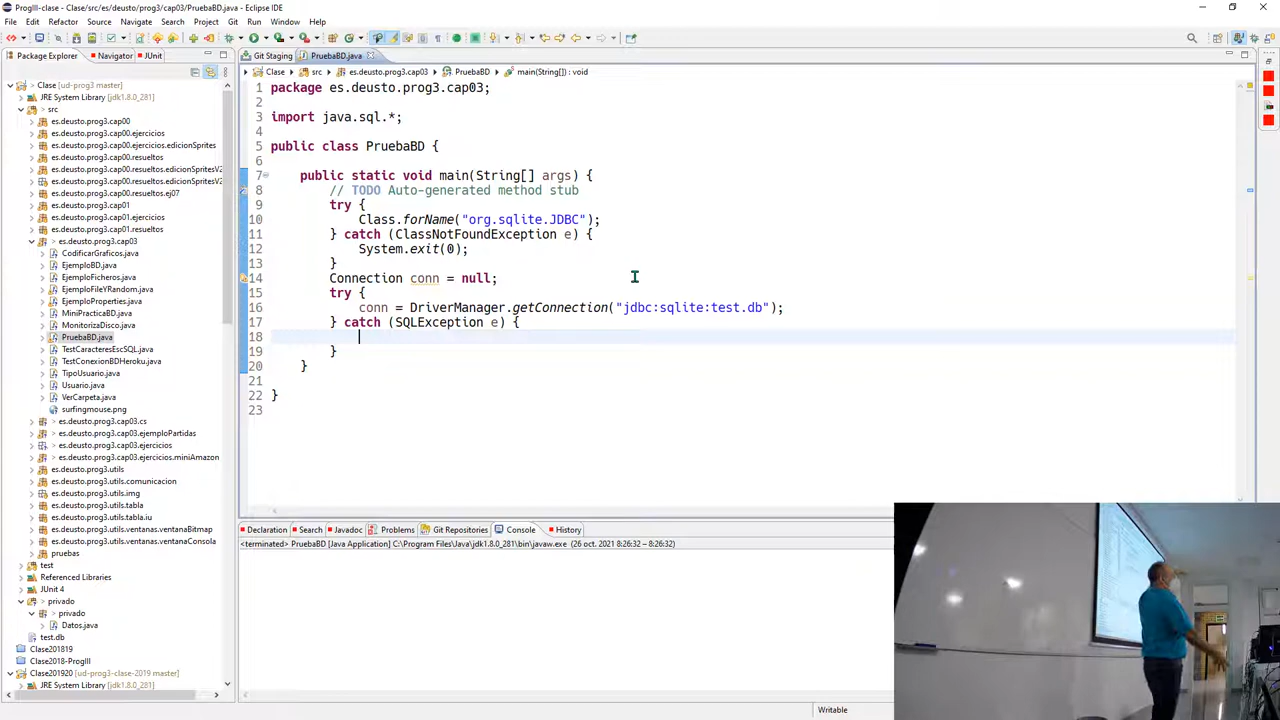 ProgIII-clase - Clase/src/es/deusto/prog3/cap03/PruebaBD.java - Eclipse IDE
File Edit Refactor Source Navigate Search Project Git Run Window Help
Package Explorer Navigator JUnit
Git Staging PruebaBD.java
Clase src es.deusto.prog3.cap03 PruebaBD main(String[]) : void
Clase [ud-prog3 master]
JRE System Library [jdk1.8.0_281]
src
es.deusto.prog3.cap00
es.deusto.prog3.cap00.ejercicios
es.deusto.prog3.cap00.ejercicios.edicionSprites
es.deusto.prog3.cap00.resueltos
es.deusto.prog3.cap00.resueltos.edicionSpritesV2
es.deusto.prog3.cap00.resueltos.edicionSpritesV2
es.deusto.prog3.cap00.resueltos.ej07
es.deusto.prog3.cap01
es.deusto.prog3.cap01.ejercicios
es.deusto.prog3.cap01.resueltos
es.deusto.prog3.cap03
CodificarGraficos.java
EjemploBD.java
EjemploFicheros.java
EjemploFileYRandom.java
EjemploProperties.java
MiniPracticaBD.java
MonitorizaDisco.java
PruebaBD.java
TestCaracteresEscSQL.java
TestConexionBDHeroku.java
TipoUsuario.java
Usuario.java
VerCarpeta.java
surfingmouse.png
es.deusto.prog3.cap03.cs
es.deusto.prog3.cap03.ejemploPartidas
es.deusto.prog3.cap03.ejercicios
es.deusto.prog3.cap03.ejercicios.miniAmazon
es.deusto.prog3.utils
es.deusto.prog3.utils.comunicacion
es.deusto.prog3.utils.img
es.deusto.prog3.utils.tabla
es.deusto.prog3.utils.tabla.iu
es.deusto.prog3.utils.ventanas.ventanaBitmap
es.deusto.prog3.utils.ventanas.ventanaConsola
pruebas
test
Referenced Libraries
JUnit 4
privado
privado
Datos.java
test.db
Clase201819
Clase2018-ProgIII
Clase201920 [ud-prog3-clase-2019 master]
JRE System Library [jdk1.8.0_281]
1 package es.deusto.prog3.cap03;
2
3 import java.sql.*;
4
5 public class PruebaBD {
6
7 public static void main(String[] args) {
8 // TODO Auto-generated method stub
9 try {
10 Class.forName("org.sqlite.JDBC");
11 } catch (ClassNotFoundException e) {
12 System.exit(0);
13 }
14 Connection conn = null;
15 try {
16 conn = DriverManager.getConnection("jdbc:sqlite:test.db");
17 } catch (SQLException e) {
18
19 }
20 }
21
22 }
23
Declaration Search Javadoc Problems Git Repositories Console History
<terminated> PruebaBD [Java Application] C:\Program Files\Java\jdk1.8.0_281\bin\javaw.exe (26 oct. 2021 8:26:32 – 8:26:32)
Writable